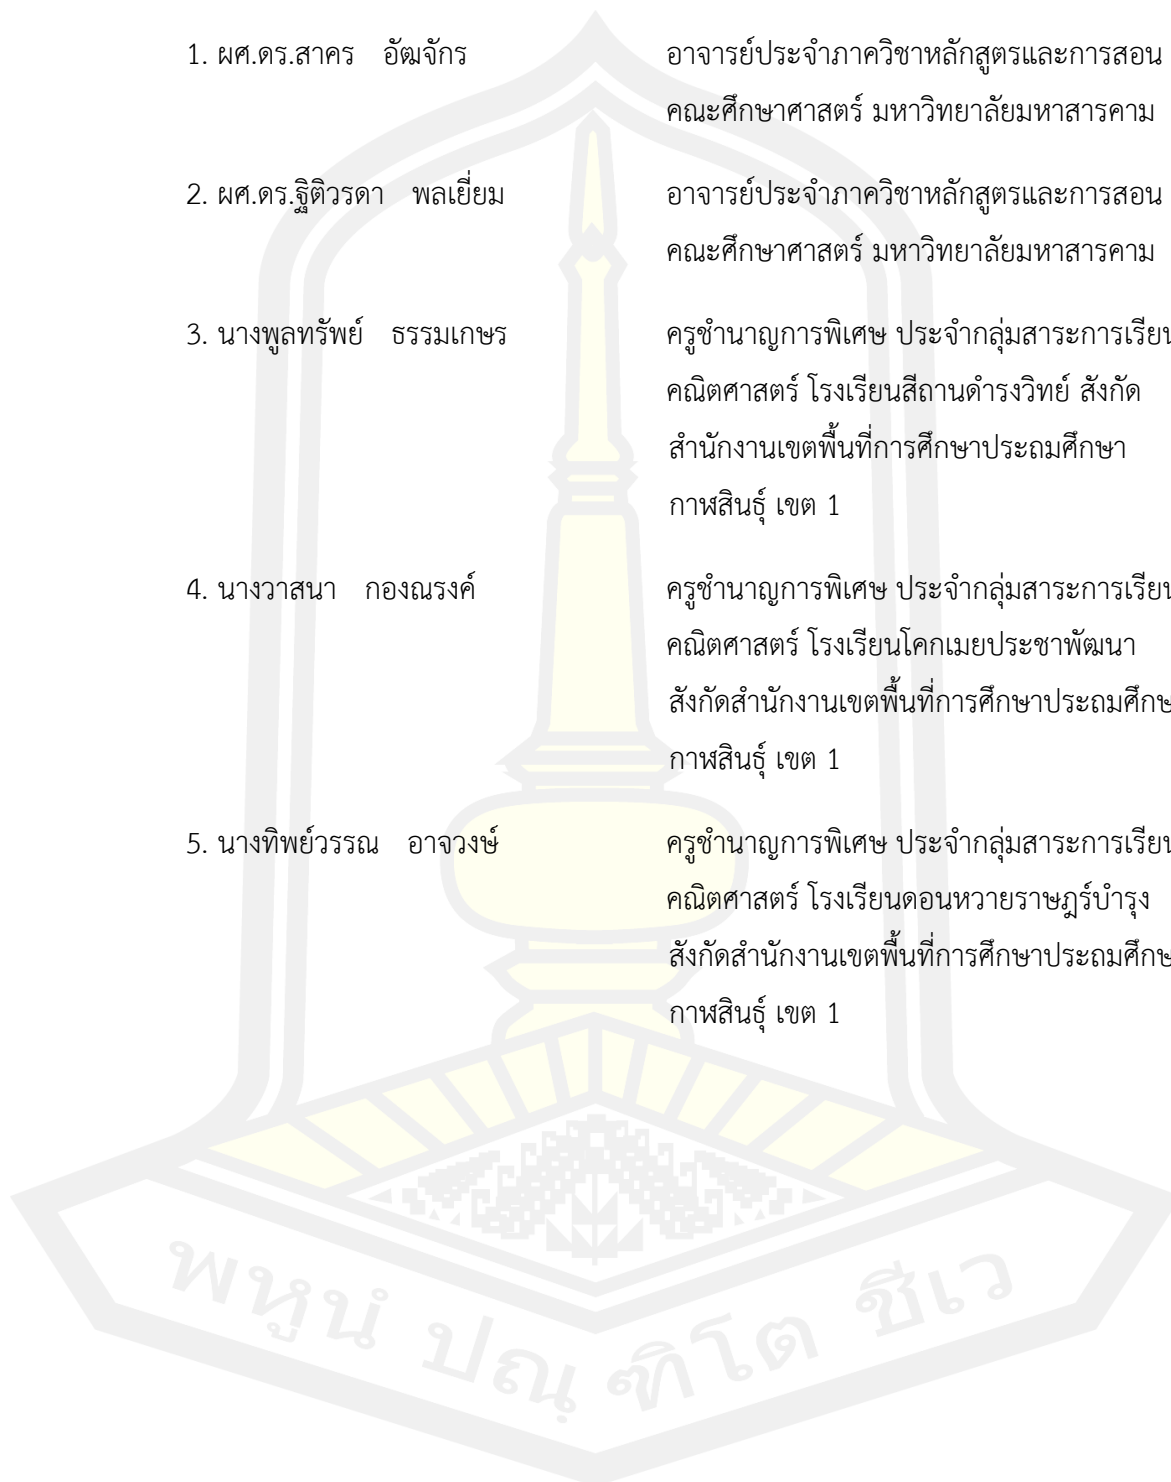 1. ผศ.ดร.สาคร อัฒจักร อาจารย์ประจำภาควิชาหลักสูตรและการสอน
คณะศึกษาศาสตร์ มหาวิทยาลัยมหาสารคาม
2. ผศ.ดร.ฐิติวรดา พลเยี่ยม อาจารย์ประจำภาควิชาหลักสูตรและการสอน
คณะศึกษาศาสตร์ มหาวิทยาลัยมหาสารคาม
3. นางพูลทรัพย์ ธรรมเกษร ครูชำนาญการพิเศษ ประจำกลุ่มสาระการเรียน
คณิตศาสตร์ โรงเรียนสีถานดำรงวิทย์ สังกัด
สำนักงานเขตพื้นที่การศึกษาประถมศึกษา
กาฬสินธุ์ เขต 1
4. นางวาสนา กองณรงค์ ครูชำนาญการพิเศษ ประจำกลุ่มสาระการเรียน
คณิตศาสตร์ โรงเรียนโคกเมยประชาพัฒนา
สังกัดสำนักงานเขตพื้นที่การศึกษาประถมศึกษ
กาฬสินธุ์ เขต 1
5. นางทิพย์วรรณ อาจวงษ์ ครูชำนาญการพิเศษ ประจำกลุ่มสาระการเรียน
คณิตศาสตร์ โรงเรียนดอนหวายราษฎร์บำรุง
สังกัดสำนักงานเขตพื้นที่การศึกษาประถมศึกษ
กาฬสินธุ์ เขต 1
พหูนํ ปณฺฑิโต ชีเว